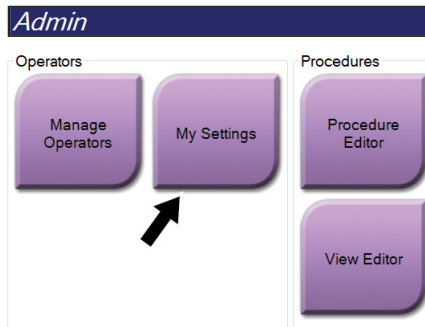 Admin
Operators
Manage
Operators
My Settings
Procedures
Procedure
Editor
View Editor